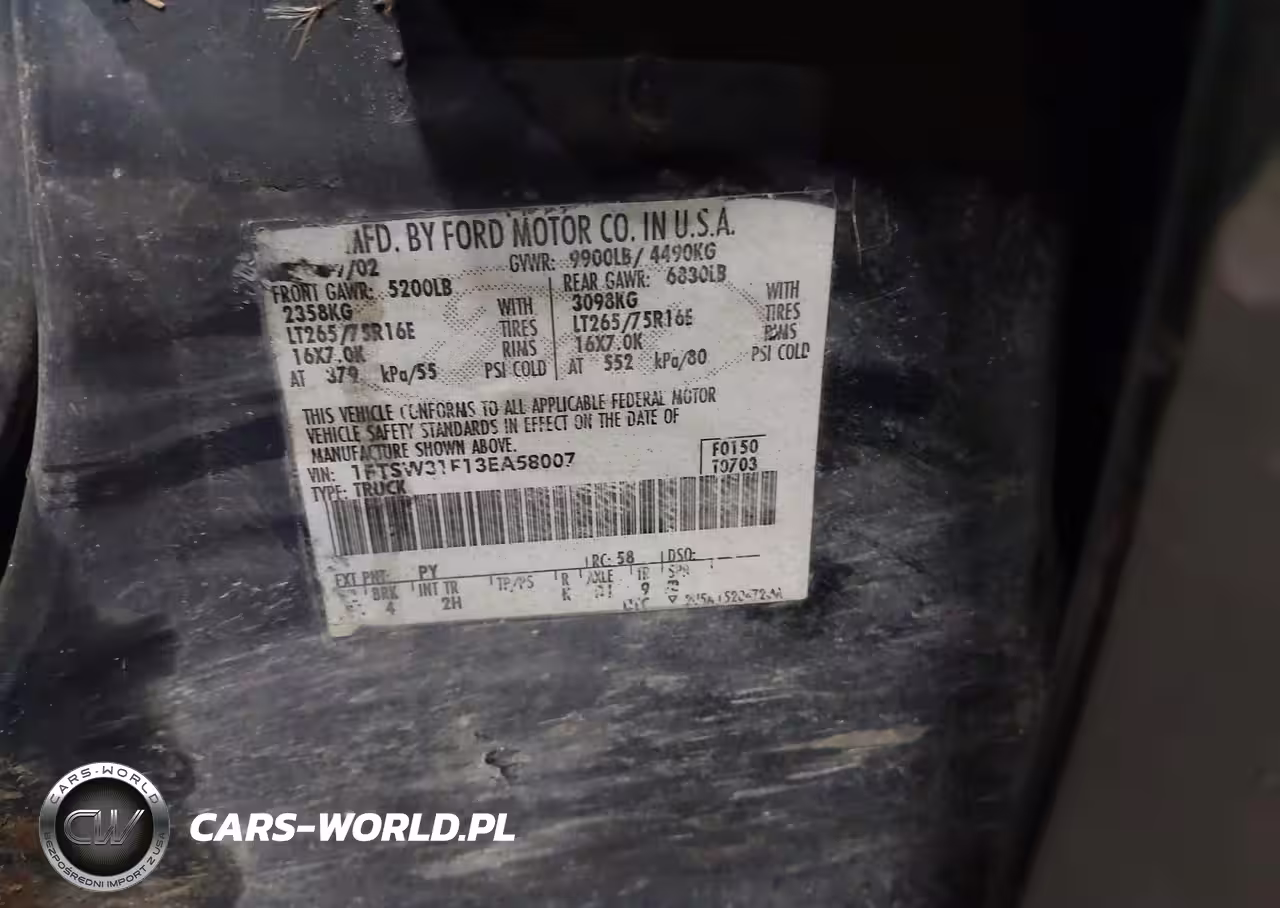 MFD. BY FORD MOTOR CO. IN U.S.A.
/02 GVWR: 9900LB/ 4490KG
FRONT GAWR: 5200LB REAR GAWR: 6830LB
2358KG WITH 3098KG WITH
LT265/75R16E TIRES LT265/75R16E TIRES
16X7.0K RIMS 16X7.0K RIMS
AT 379 kPa/55 PSI COLD AT 552 kPa/80 PSI COLD
THIS VEHICLE CONFORMS TO ALL APPLICABLE FEDERAL MOTOR
VEHICLE SAFETY STANDARDS IN EFFECT ON THE DATE OF
MANUFACTURE SHOWN ABOVE.
VIN: 1FTSW31F13EA58007
F0150
TYPE: TRUCK
T0703
EXT PNT: PY RC: 58 DSO:
BRK INT TR TP/PS R AXLE TR SPR
4 2H K 9
CARS-WORLD
CW
BEZPOŚREDNI IMPORT Z USA
CARS-WORLD.PL